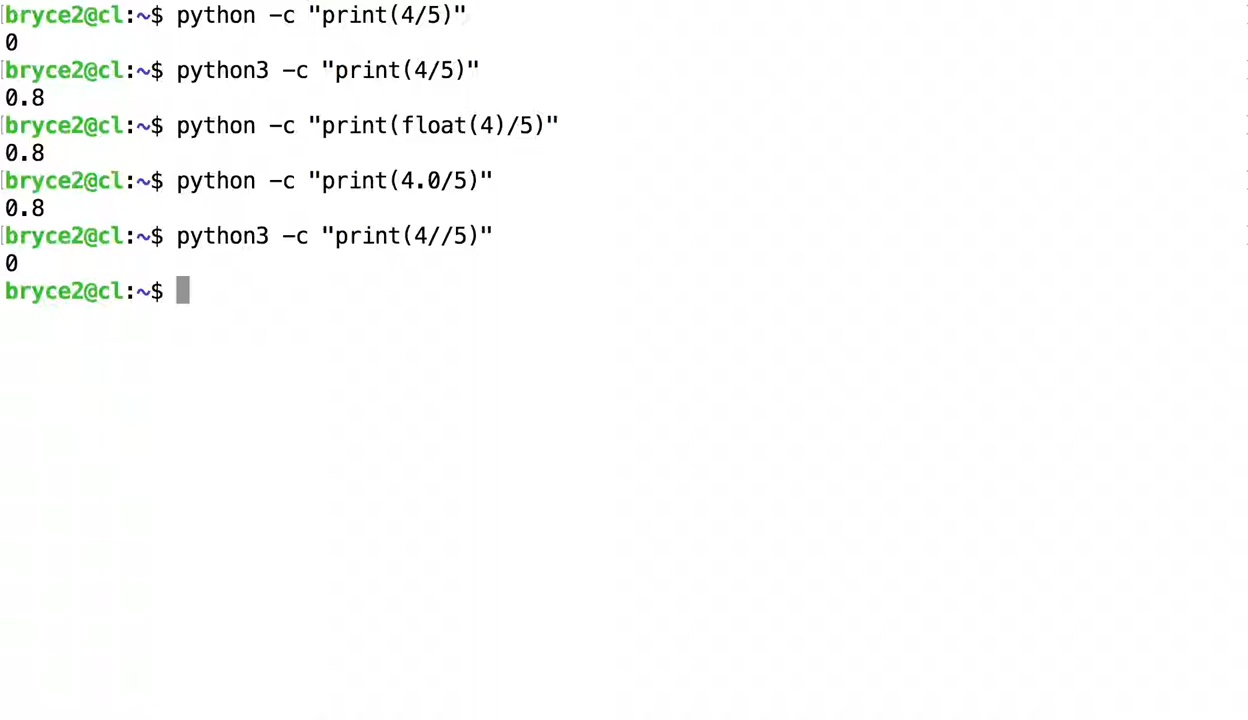 bryce2@cl:~$ python -c "print(4/5)"
0
bryce2@cl:~$ python3 -c "print(4/5)"
0.8
bryce2@cl:~$ python -c "print(float(4)/5)"
0.8
bryce2@cl:~$ python -c "print(4.0/5)"
0.8
bryce2@cl:~$ python3 -c "print(4//5)"
0
bryce2@cl:~$